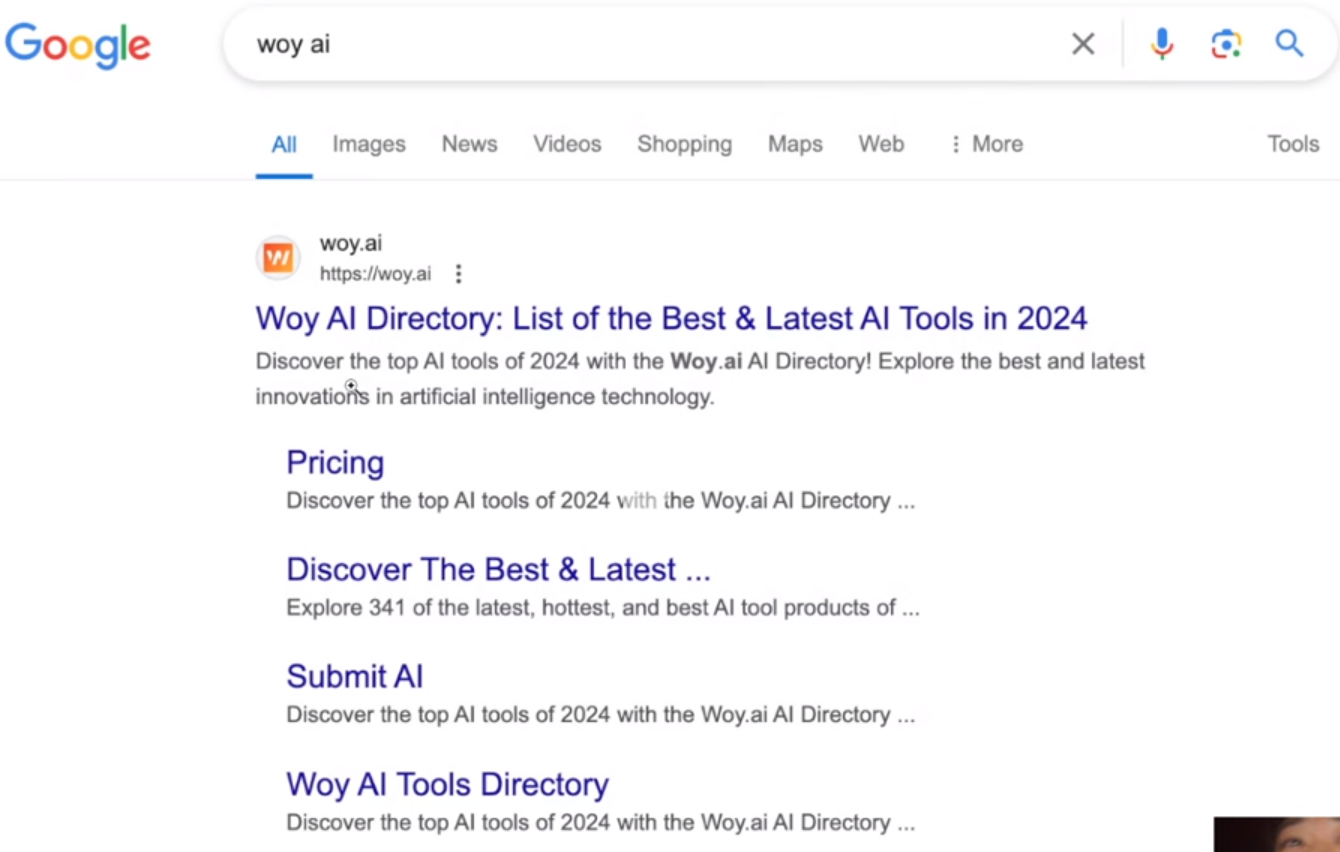 Google
woy ai
All Images News Videos Shopping Maps Web More Tools
woy.ai
https://woy.ai
Woy AI Directory: List of the Best & Latest AI Tools in 2024
Discover the top AI tools of 2024 with the Woy.ai AI Directory! Explore the best and latest
innovations in artificial intelligence technology.
Pricing
Discover the top AI tools of 2024 with the Woy.ai AI Directory ...
Discover The Best & Latest ...
Explore 341 of the latest, hottest, and best AI tool products of ...
Submit AI
Discover the top AI tools of 2024 with the Woy.ai AI Directory ...
Woy AI Tools Directory
Discover the top AI tools of 2024 with the Woy.ai AI Directory ...